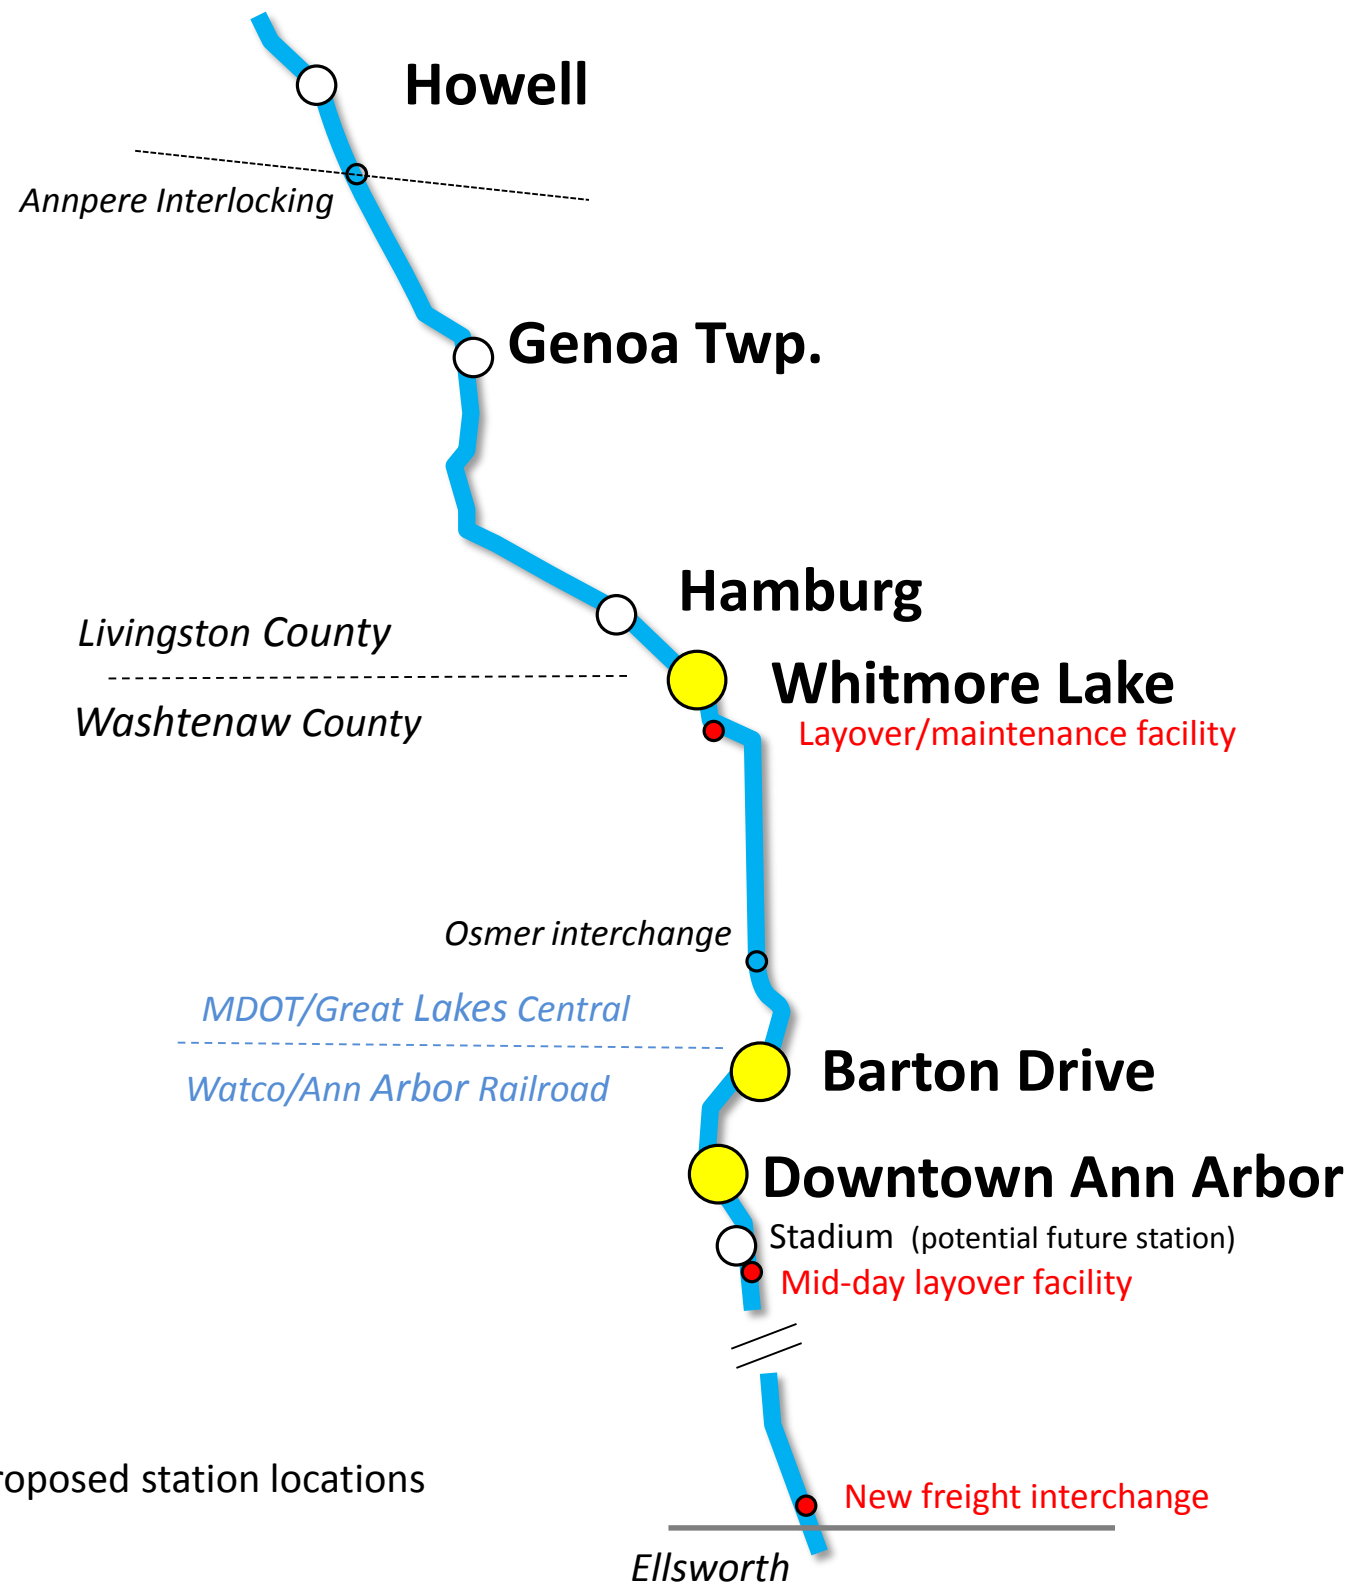 Howell
Annpere Interlocking
Genoa Twp.
Hamburg
Livingston County
Whitmore Lake
Washtenaw County
Layover/maintenance facility
Osmer interchange
MDOT/Great Lakes Central
Barton Drive
Watco/Ann Arbor Railroad
Downtown Ann Arbor
Stadium (potential future station)
Mid-day layover facility
roposed station locations
New freight interchange
Ellsworth